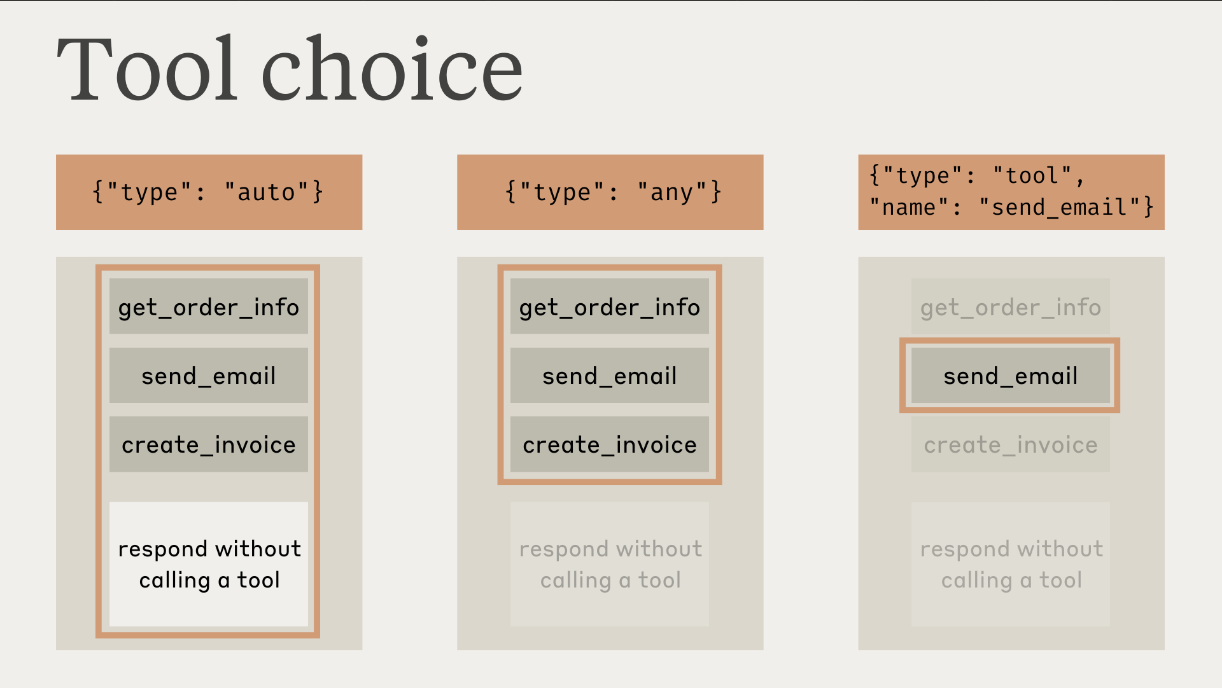 Tool choice
{"type": "auto"}
get_order_info
send_email
create_invoice
respond without
calling a tool
{"type": "any"}
get_order_info
send_email
create_invoice
respond without
calling a tool
{"type": "tool",
"name": "send_email"}
get_order_info
send_email
create_invoice
respond without
calling a tool